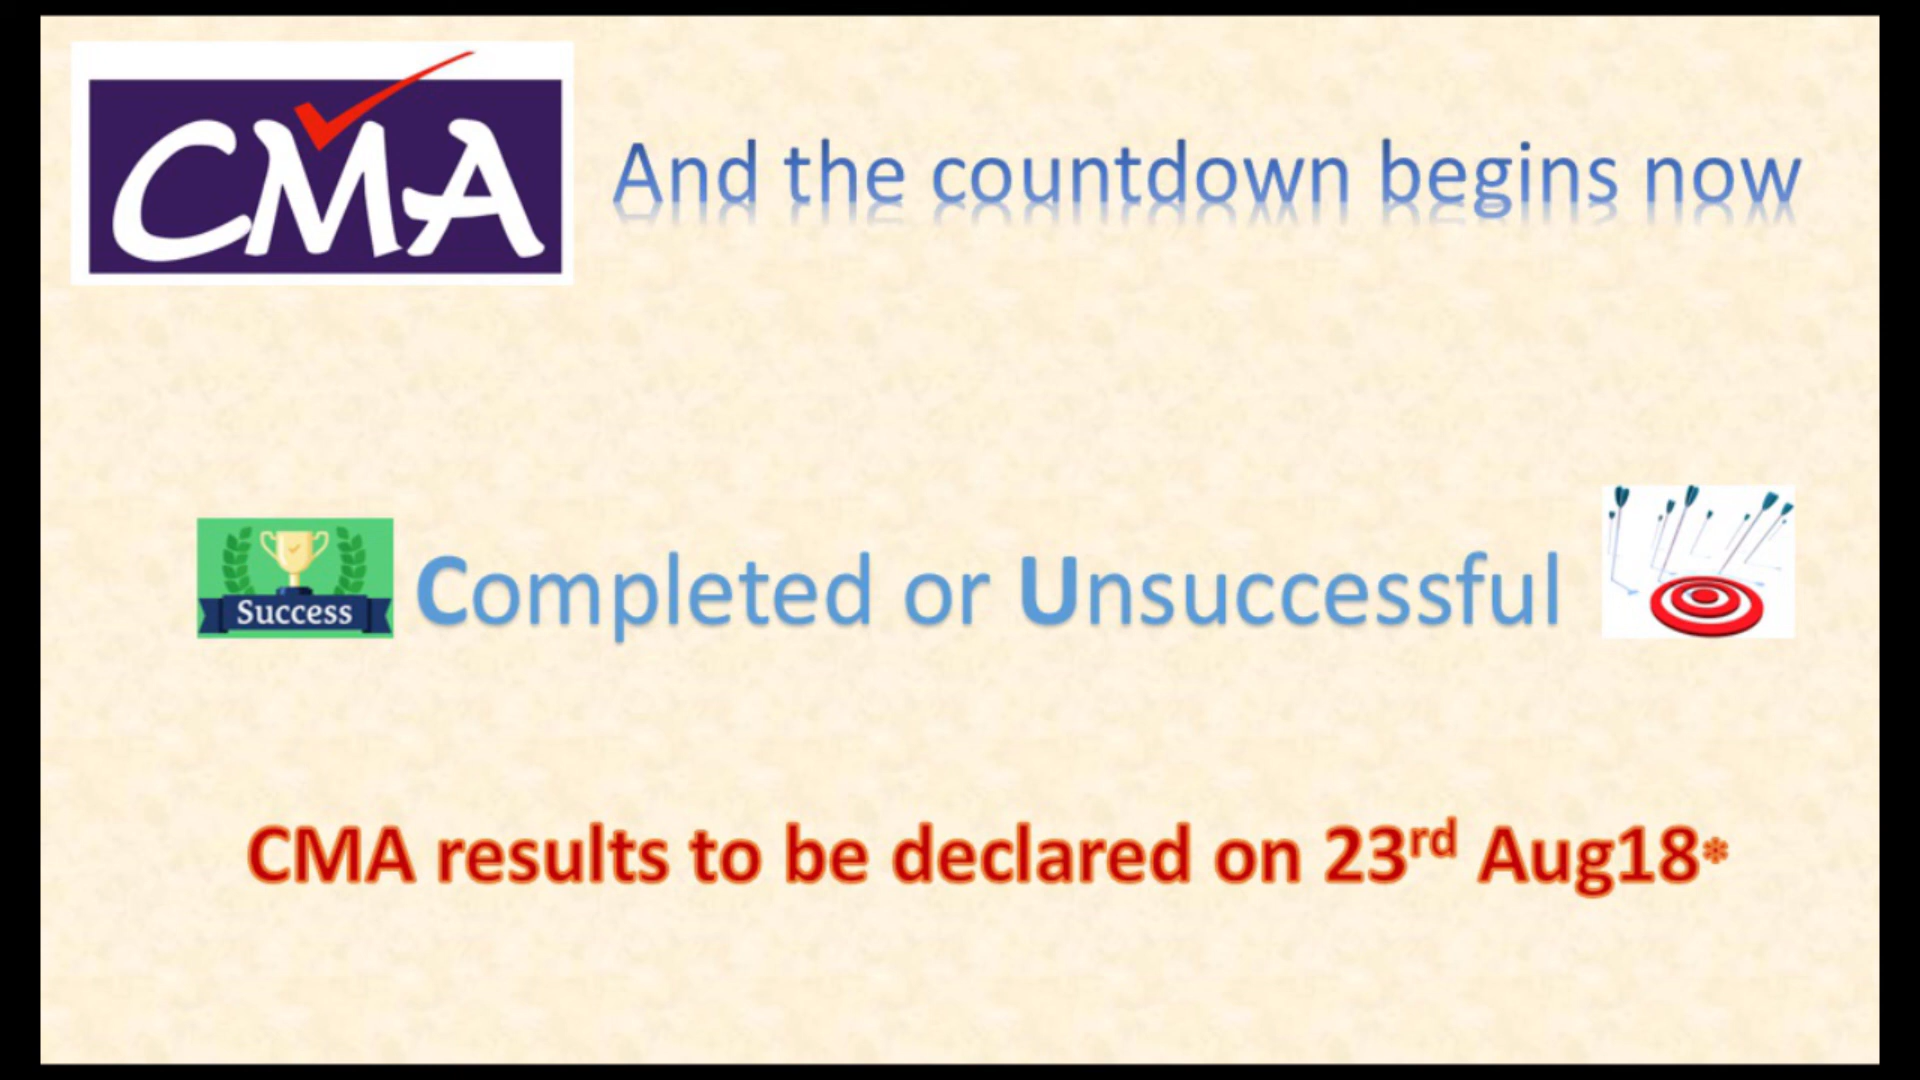 CMA
And the countdown begins now
Success
Completed or Unsuccessful
CMA results to be declared on 23rd Aug18*